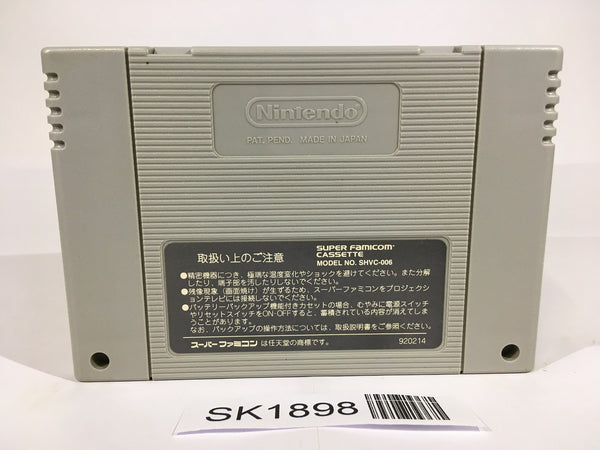 Nintendo
PAT. PEND. MADE IN JAPAN
取扱い上のご注意
SUPER FAMICOM
CASSETTE
MODEL NO. SHVC-006
●精密機器につき、極端な温度変化やショックを避けてください。また分解
したり、端子部を汚したりしないでください。
●残像現象（画面焼け）が生ずるため、スーパーファミコンをプロジェクシ
ョンテレビには接続しないでください。
●バッテリーバックアップ機能付きカセットの場合、むやみに電源スイッチ
やリセットスイッチをON-OFFすると、蓄積されている内容が消えてしま
うことがあります。
なお、バックアップの操作方法については、取扱説明書をご参照ください。
スーパーファミコンは任天堂の商標です。
920214
SK1898